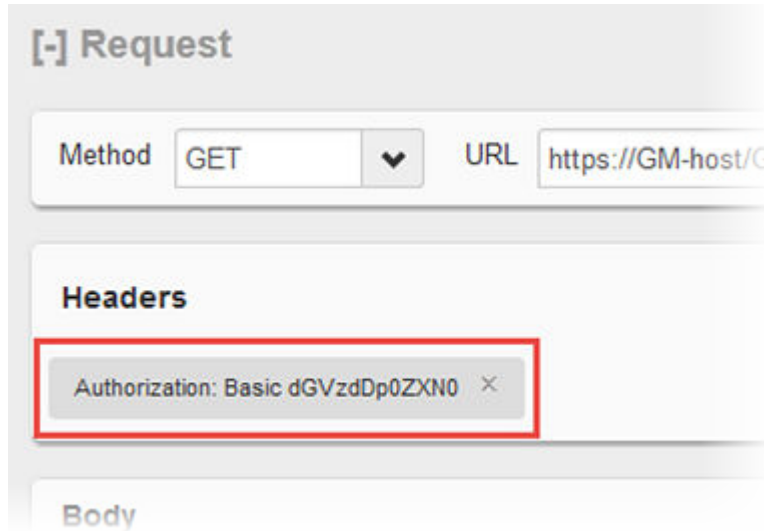 [-] Request
Method GET URL https://GM-host/
Headers
Authorization: Basic dGVzdDp0ZXN0 ×
Body